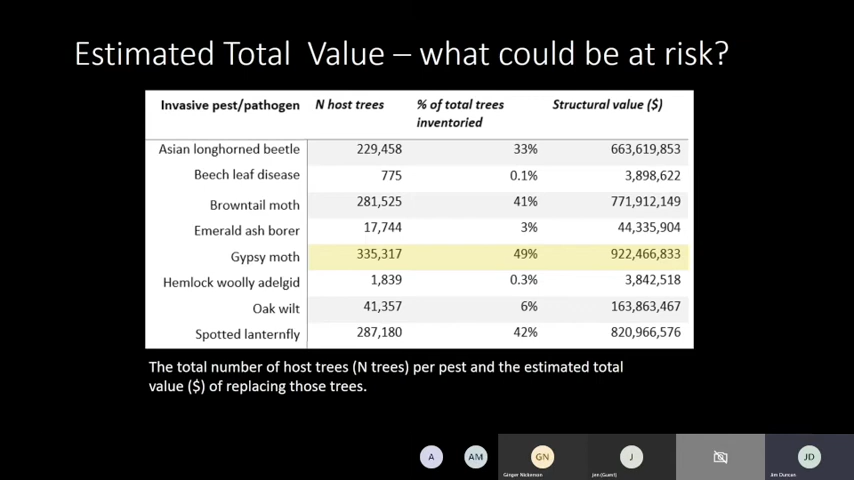 Estimated Total Value – what could be at risk?
Invasive pest/pathogen N host trees % of total trees inventoried Structural value ($)
Asian longhorned beetle 229,458 33% 663,619,853
Beech leaf disease 775 0.1% 3,898,622
Browntail moth 281,525 41% 771,912,149
Emerald ash borer 17,744 3% 44,335,904
Gypsy moth 335,317 49% 922,466,833
Hemlock woolly adelgid 1,839 0.3% 3,842,518
Oak wilt 41,357 6% 163,863,467
Spotted lanternfly 287,180 42% 820,966,576
The total number of host trees (N trees) per pest and the estimated total
value ($) of replacing those trees.
A AM GN J JD
Ginger Nickerson Jen (Guest) Jim Duncan